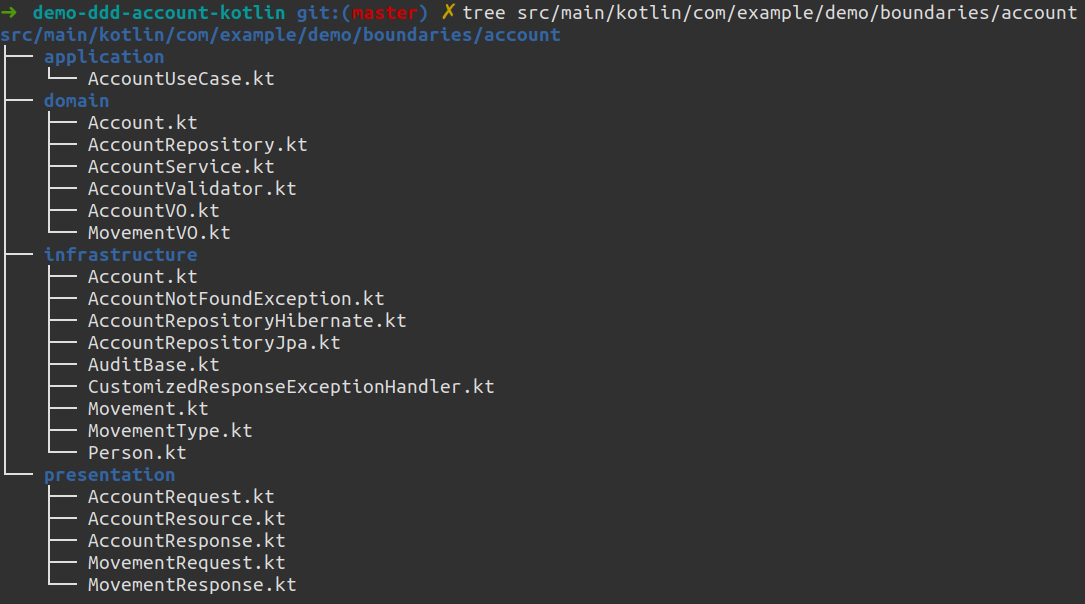 → demo-ddd-account-kotlin git:(master) ✗ tree src/main/kotlin/com/example/demo/boundaries/account
src/main/kotlin/com/example/demo/boundaries/account
├── application
│   └── AccountUseCase.kt
├── domain
│   ├── Account.kt
│   ├── AccountRepository.kt
│   ├── AccountService.kt
│   ├── AccountValidator.kt
│   ├── AccountVO.kt
│   └── MovementVO.kt
├── infrastructure
│   ├── Account.kt
│   ├── AccountNotFoundException.kt
│   ├── AccountRepositoryHibernate.kt
│   ├── AccountRepositoryJpa.kt
│   ├── AuditBase.kt
│   ├── CustomizedResponseExceptionHandler.kt
│   ├── Movement.kt
│   ├── MovementType.kt
│   └── Person.kt
└── presentation
    ├── AccountRequest.kt
    ├── AccountResource.kt
    ├── AccountResponse.kt
    ├── MovementRequest.kt
    └── MovementResponse.kt